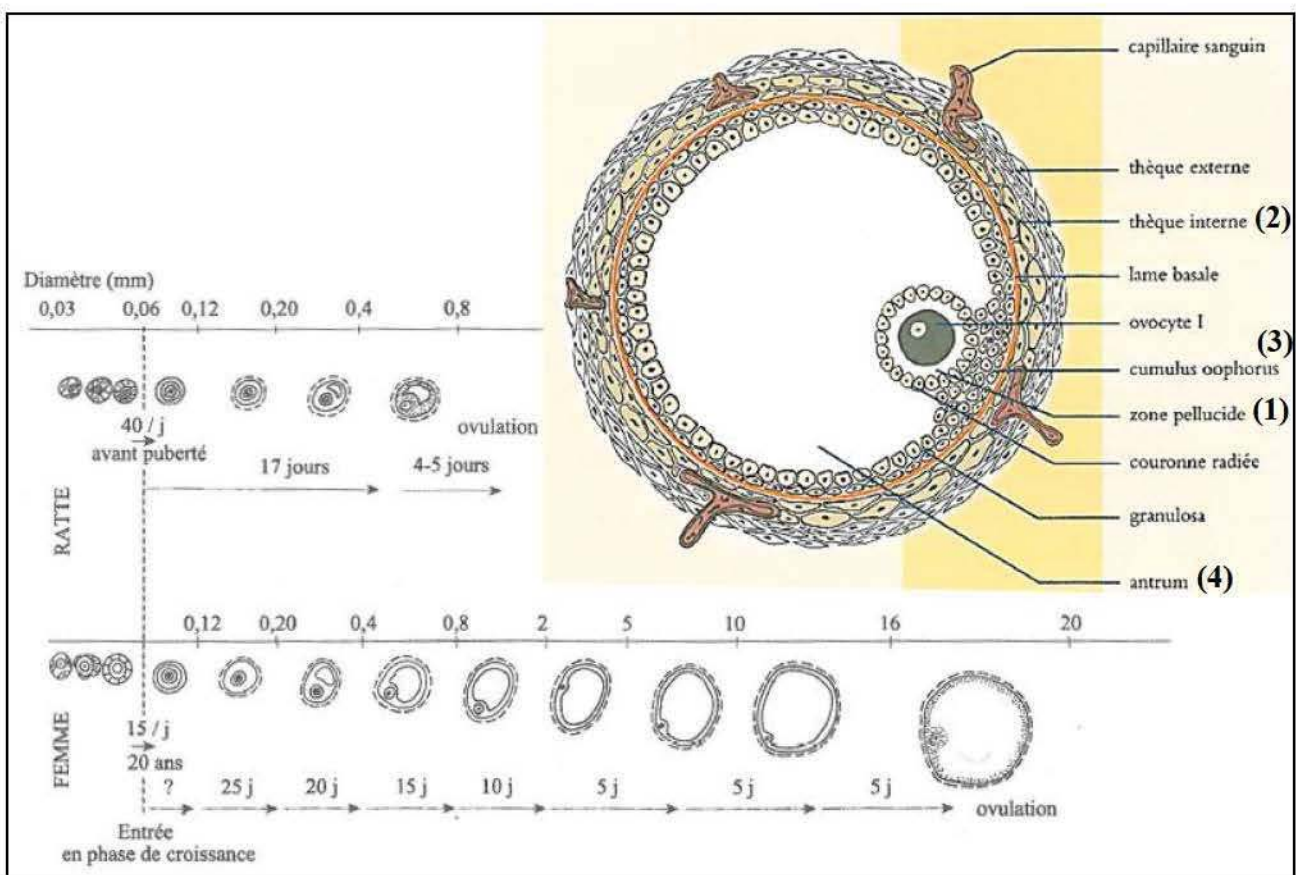 capillaire sanguin
thèque externe
thèque interne (2)
lame basale
ovocyte I
(3)
cumulus oophorus
zone pellucide (1)
couronne radiée
granulosa
antrum (4)
Diamètre (mm)
0,03 0,06 0,12 0,20 0,4 0,8
40 / j
avant puberté
ovulation
17 jours
4-5 jours
RATTE
0,12 0,20 0,4 0,8 2 5 10 16 20
FEMME
15 / j
20 ans
? 25 j 20 j 15 j 10 j 5 j 5 j 5 j
ovulation
Entrée
en phase de croissance